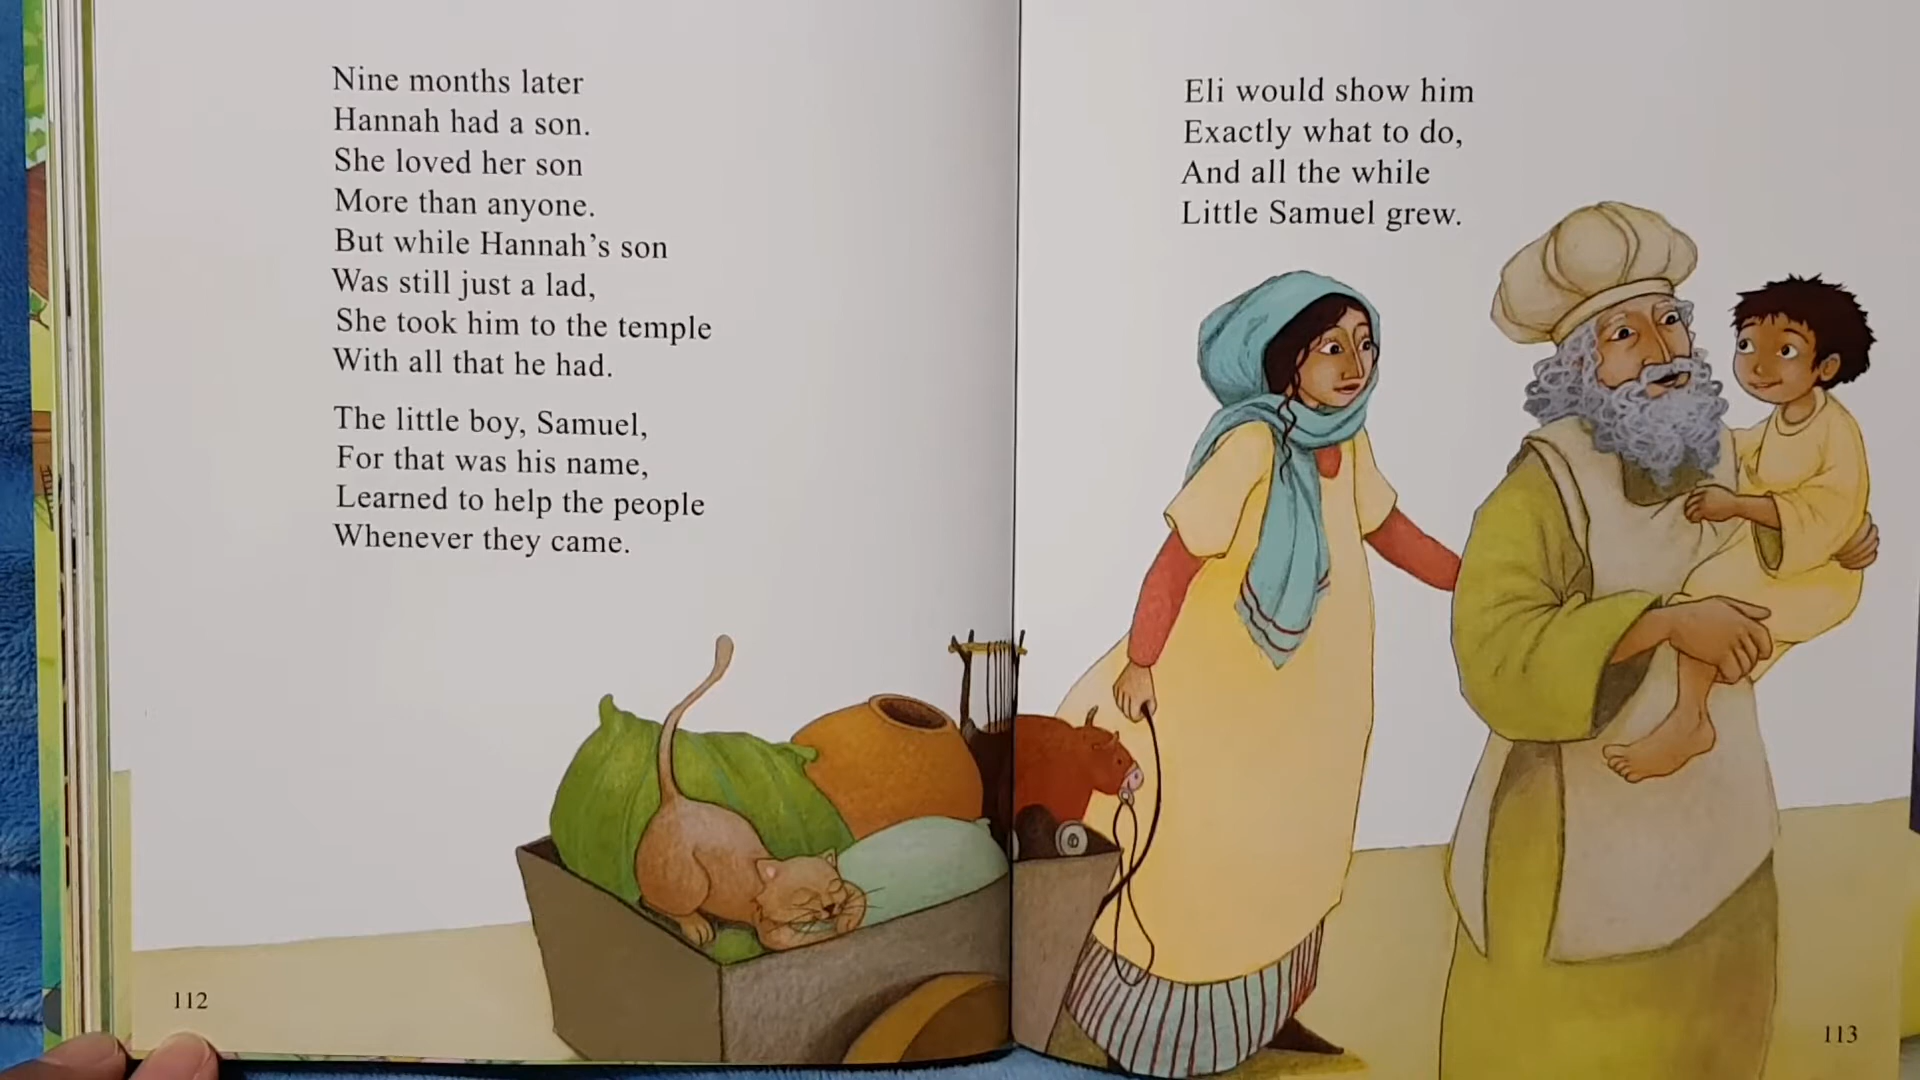 Nine months later
Hannah had a son.
She loved her son
More than anyone.
But while Hannah's son
Was still just a lad,
She took him to the temple
With all that he had.
The little boy, Samuel,
For that was his name,
Learned to help the people
Whenever they came.
112
Eli would show him
Exactly what to do,
And all the while
Little Samuel grew.
113